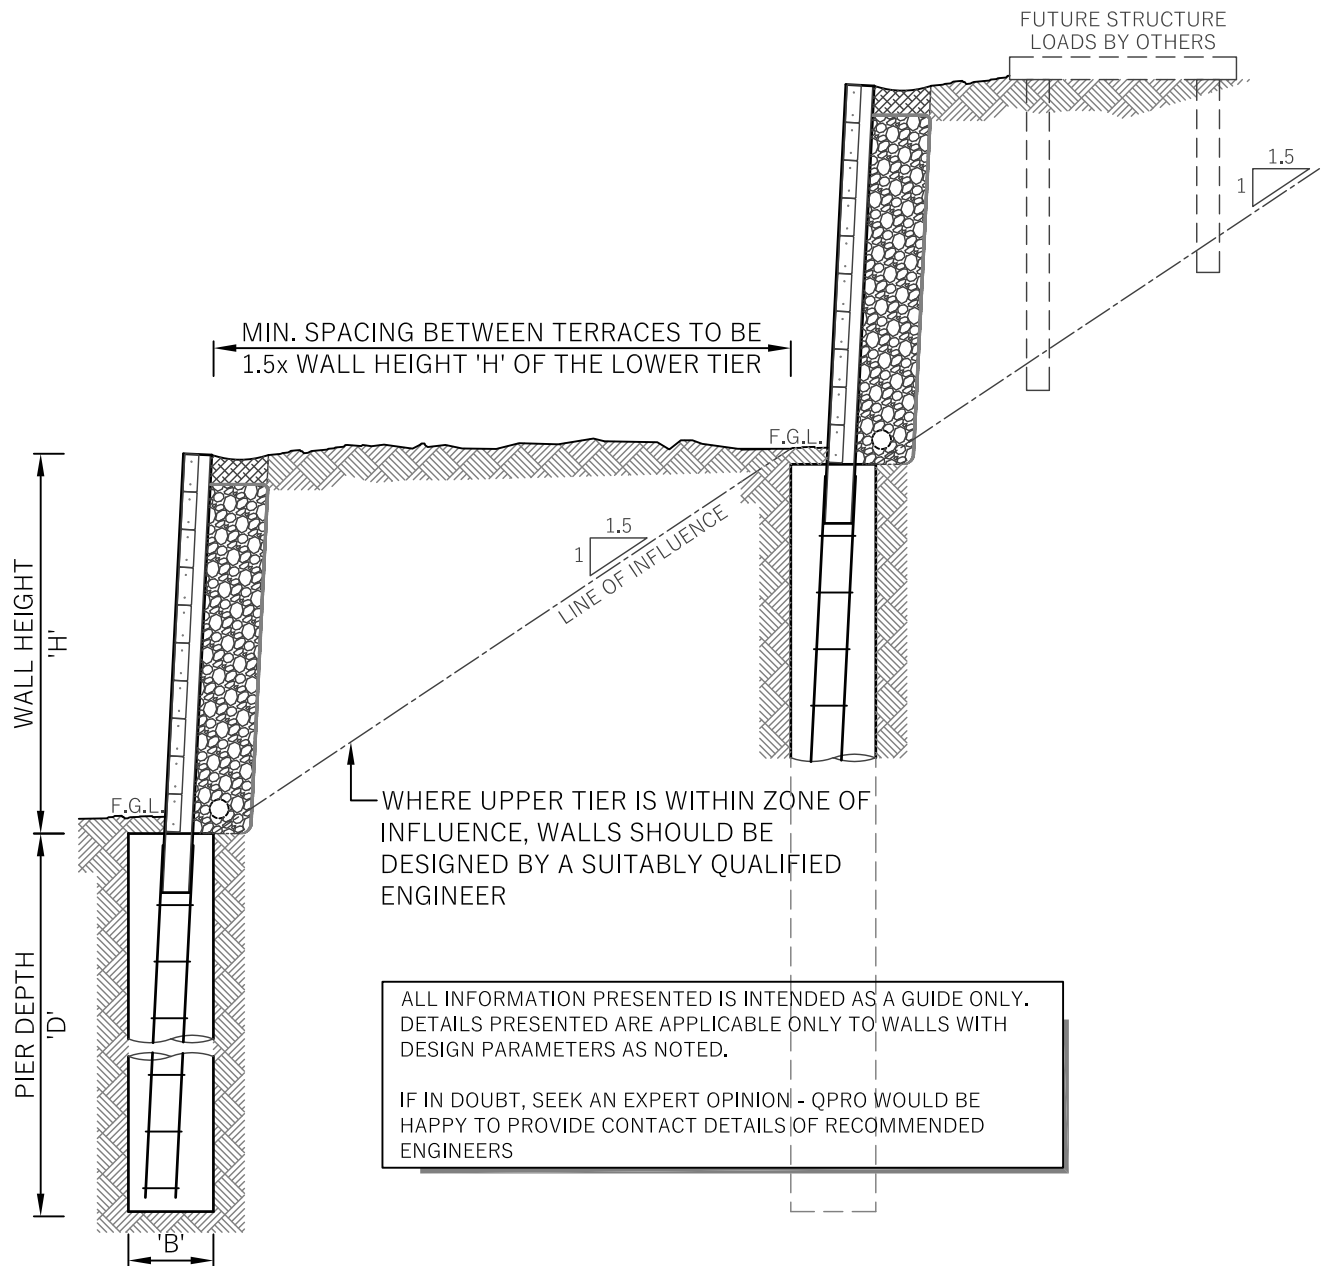 FUTURE STRUCTURE
LOADS BY OTHERS
1.5
1
MIN. SPACING BETWEEN TERRACES TO BE
1.5x WALL HEIGHT 'H' OF THE LOWER TIER
F.G.L.
1.5
1
LINE OF INFLUENCE
WALL HEIGHT
'H'
F.G.L.
WHERE UPPER TIER IS WITHIN ZONE OF
INFLUENCE, WALLS SHOULD BE
DESIGNED BY A SUITABLY QUALIFIED
ENGINEER
PIER DEPTH
'D'
ALL INFORMATION PRESENTED IS INTENDED AS A GUIDE ONLY.
DETAILS PRESENTED ARE APPLICABLE ONLY TO WALLS WITH
DESIGN PARAMETERS AS NOTED.
IF IN DOUBT, SEEK AN EXPERT OPINION - QPRO WOULD BE
HAPPY TO PROVIDE CONTACT DETAILS OF RECOMMENDED
ENGINEERS
'B'